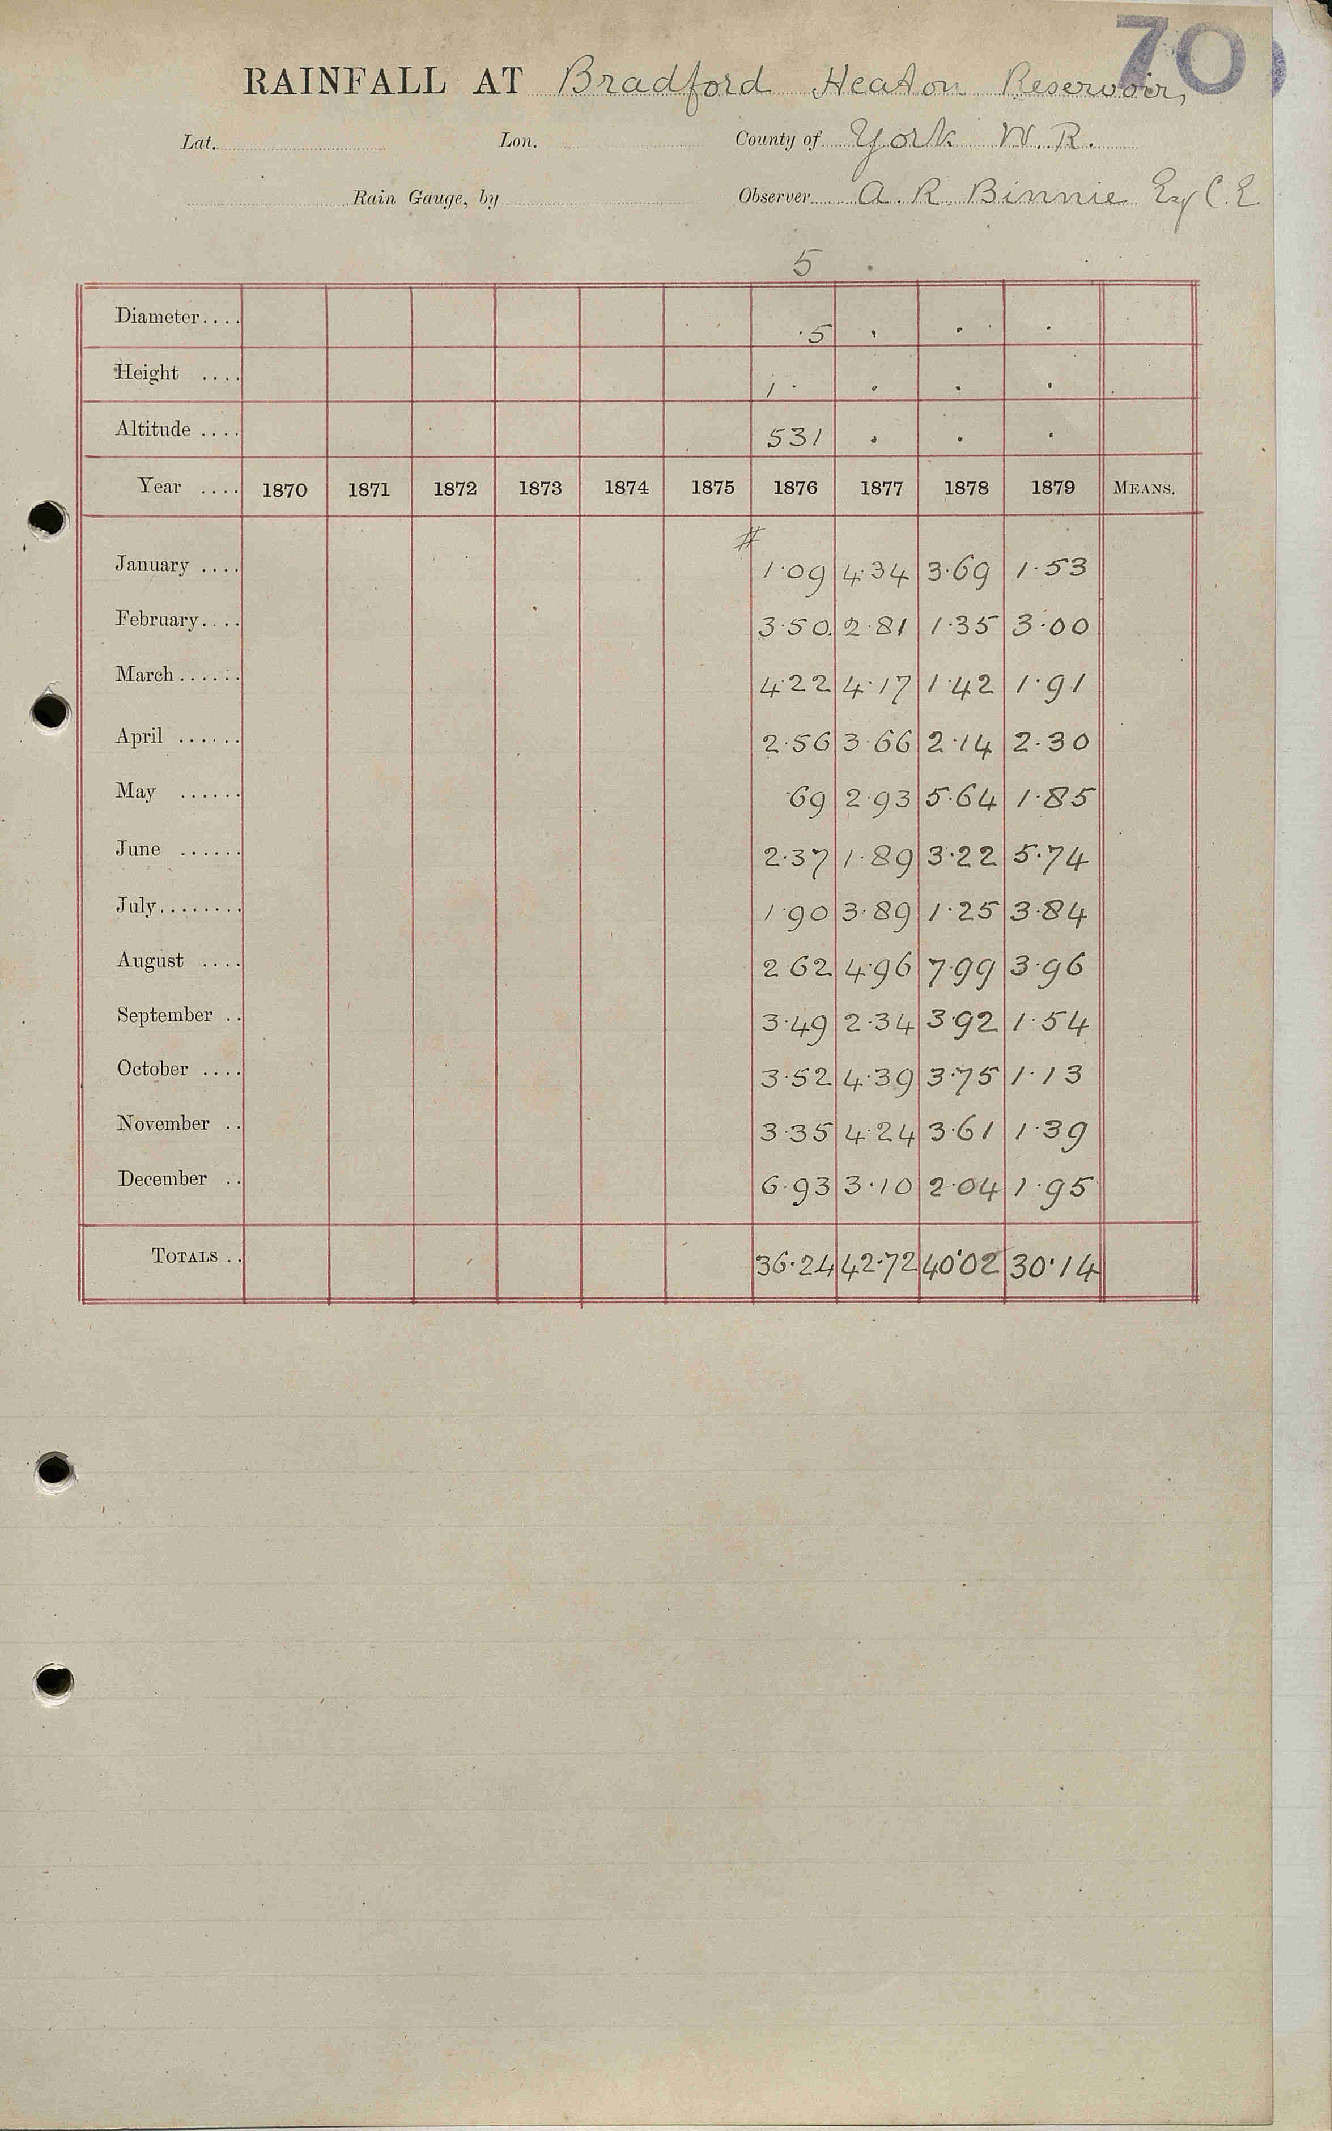 70
RAINFALL AT Bradford Heaton Reservoir,
Lat. Lon. County of York W. R.
Rain Gauge, by Observer A. R. Binnie Esq C. E
5 .
Diameter.... ·5 . . .
Height .... 1· . . .
Altitude .... 531 . . .
Year .... 1870 1871 1872 1873 1874 1875 1876 1877 1878 1879 MEANS.
#
January .... 1·09 4·34 3·69 1·53
February.... 3·50 2·81 1·35 3·00
March...... 4·22 4·17 1·42 1·91
April ...... 2·56 3·66 2·14 2·30
May ...... ·69 2·93 5·64 1·85
June ...... 2·37 1·89 3·22 5·74
July........ 1·90 3·89 1·25 3·84
August .... 2 62 4·96 7·99 3·96
September .. 3·49 2·34 3·92 1·54
October .... 3·52 4·39 3·75 1·13
November .. 3·35 4·24 3·61 1·39
December .. 6·93 3·10 2·04 1·95
TOTALS .. 36·24 42·72 40·02 30·14